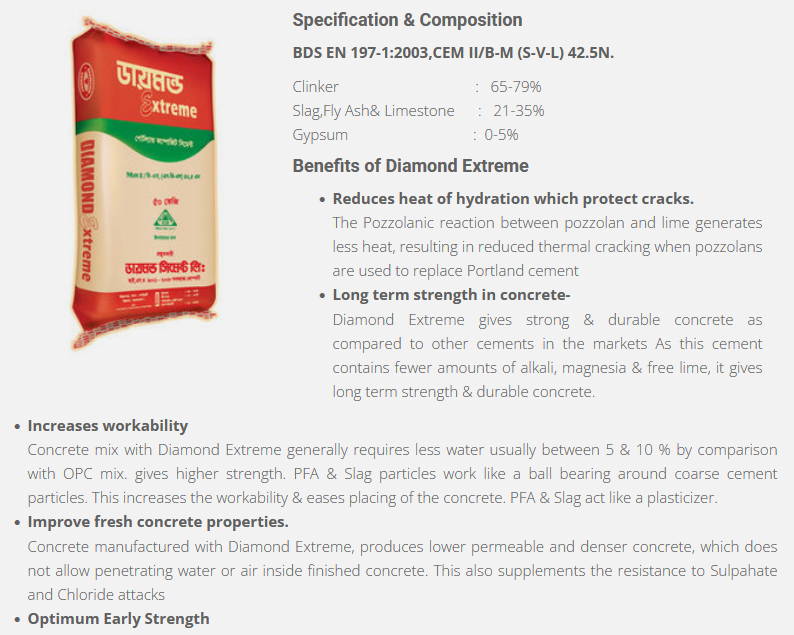 Specification & Composition
BDS EN 197-1:2003,CEM II/B-M (S-V-L) 42.5N.
Clinker : 65-79%
Slag,Fly Ash& Limestone : 21-35%
Gypsum : 0-5%
Benefits of Diamond Extreme
• Reduces heat of hydration which protect cracks.
The Pozzolanic reaction between pozzolan and lime generates
less heat, resulting in reduced thermal cracking when pozzolans
are used to replace Portland cement
• Long term strength in concrete-
Diamond Extreme gives strong & durable concrete as
compared to other cements in the markets As this cement
contains fewer amounts of alkali, magnesia & free lime, it gives
long term strength & durable concrete.
ডায়মন্ড
Extreme
পোর্টল্যান্ড কম্পোজিট সিমেন্ট
DIAMOND Extreme
৫০ কেজি
ডায়মন্ড সিমেন্ট লিঃ
• Increases workability
Concrete mix with Diamond Extreme generally requires less water usually between 5 & 10 % by comparison
with OPC mix. gives higher strength. PFA & Slag particles work like a ball bearing around coarse cement
particles. This increases the workability & eases placing of the concrete. PFA & Slag act like a plasticizer.
• Improve fresh concrete properties.
Concrete manufactured with Diamond Extreme, produces lower permeable and denser concrete, which does
not allow penetrating water or air inside finished concrete. This also supplements the resistance to Sulpahate
and Chloride attacks
• Optimum Early Strength